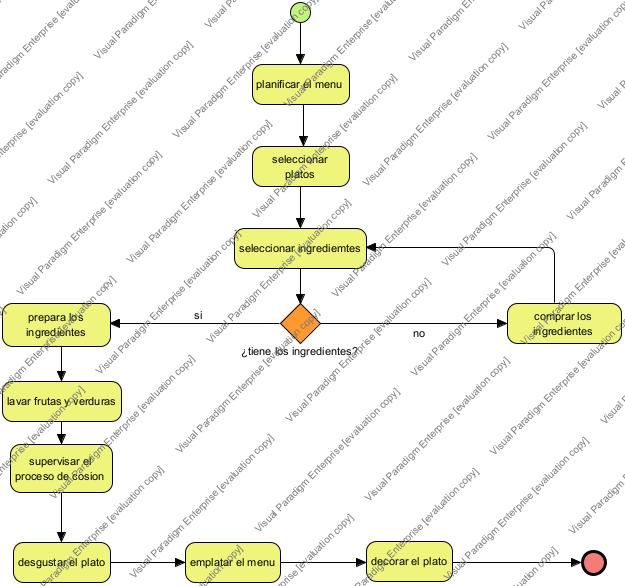 planificar el menu
seleccionar
platos
seleccionar ingrediemtes
si
no
¿tiene los ingredientes?
prepara los
ingredientes
comprar los
ingredientes
lavar frutas y verduras
supervisar el
proceso de cosion
desgustar el plato
emplatar el menu
decorar el plato
Visual Paradigm Enterprise [evaluation copy]